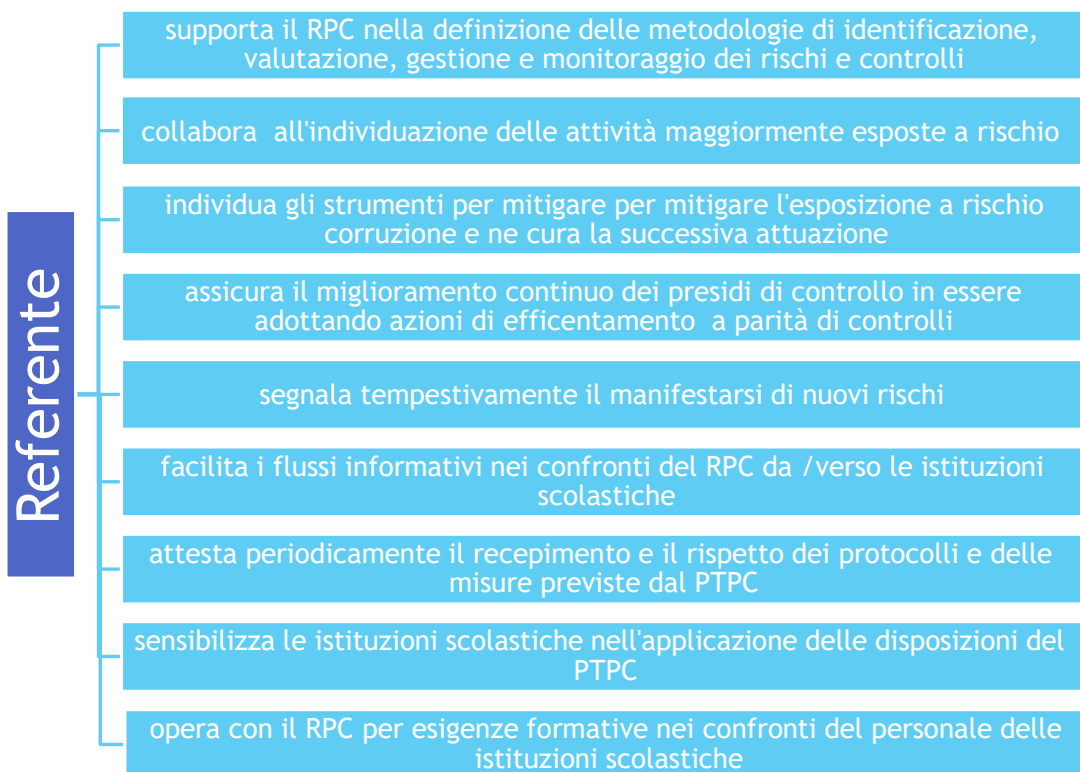 Referente
supporta il RPC nella definizione delle metodologie di identificazione,
valutazione, gestione e monitoraggio dei rischi e controlli
collabora all'individuazione delle attività maggiormente esposte a rischio
individua gli strumenti per mitigare per mitigare l'esposizione a rischio
corruzione e ne cura la successiva attuazione
assicura il miglioramento continuo dei presidi di controllo in essere
adottando azioni di efficentamento a parità di controlli
segnala tempestivamente il manifestarsi di nuovi rischi
facilita i flussi informativi nei confronti del RPC da /verso le istituzioni
scolastiche
attesta periodicamente il recepimento e il rispetto dei protocolli e delle
misure previste dal PTPC
sensibilizza le istituzioni scolastiche nell'applicazione delle disposizioni del
PTPC
opera con il RPC per esigenze formative nei confronti del personale delle
istituzioni scolastiche